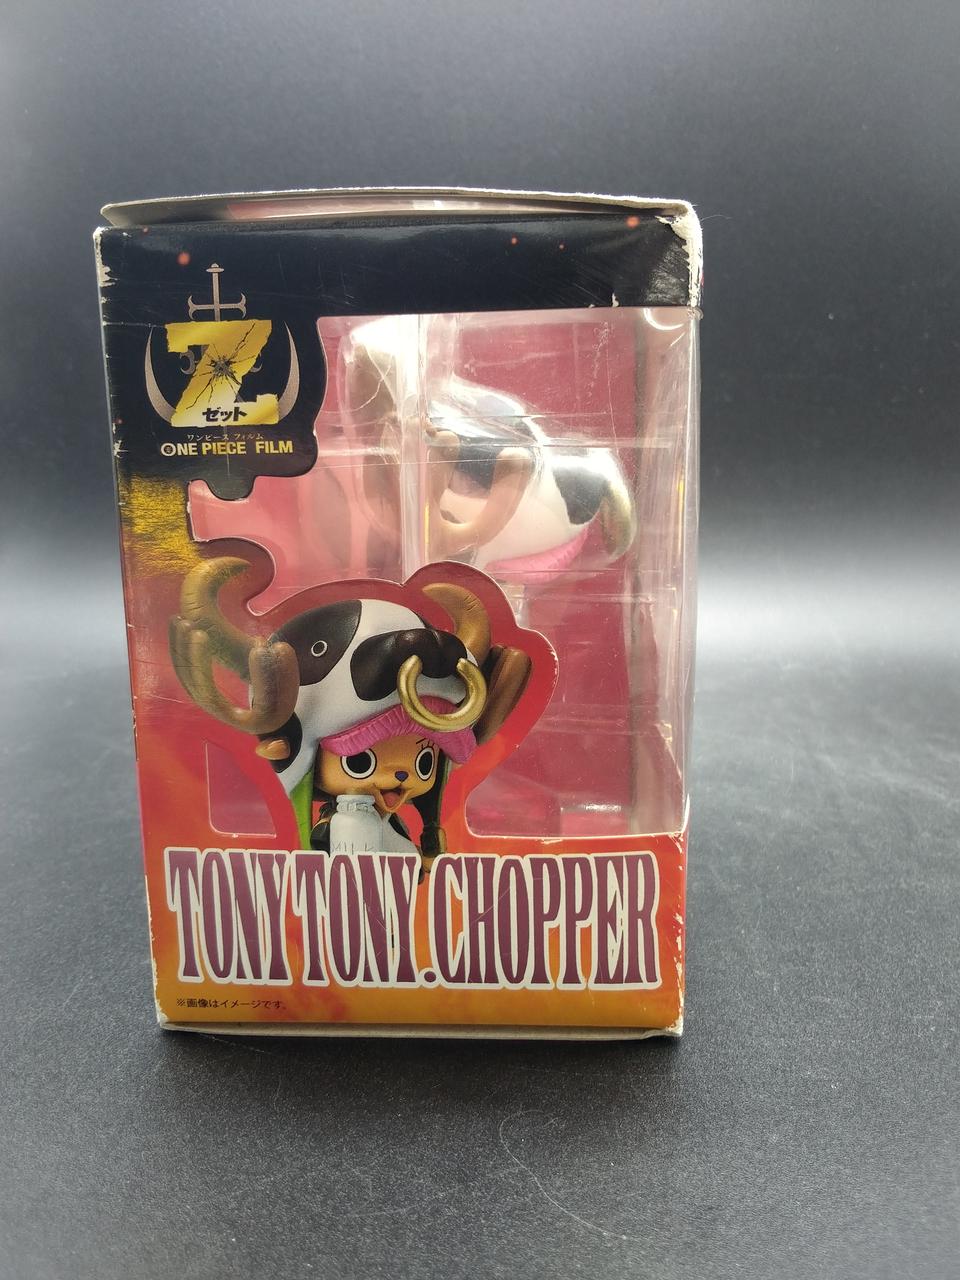 Z
ゼット
ワンピース フィルム
ONE PIECE FILM
MILK
TONY TONY.CHOPPER
※画像はイメージです。